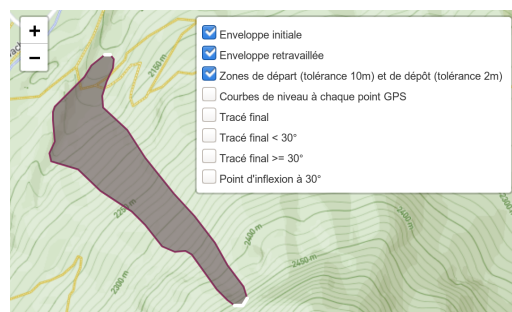 +
−
Enveloppe initiale
Enveloppe retravaillée
Zones de départ (tolérance 10m) et de dépôt (tolérance 2m)
Courbes de niveau à chaque point GPS
Tracé final
Tracé final < 30°
Tracé final >= 30°
Point d'inflexion à 30°
2150 m
2400 m
2400 m
2450 m
2300 m